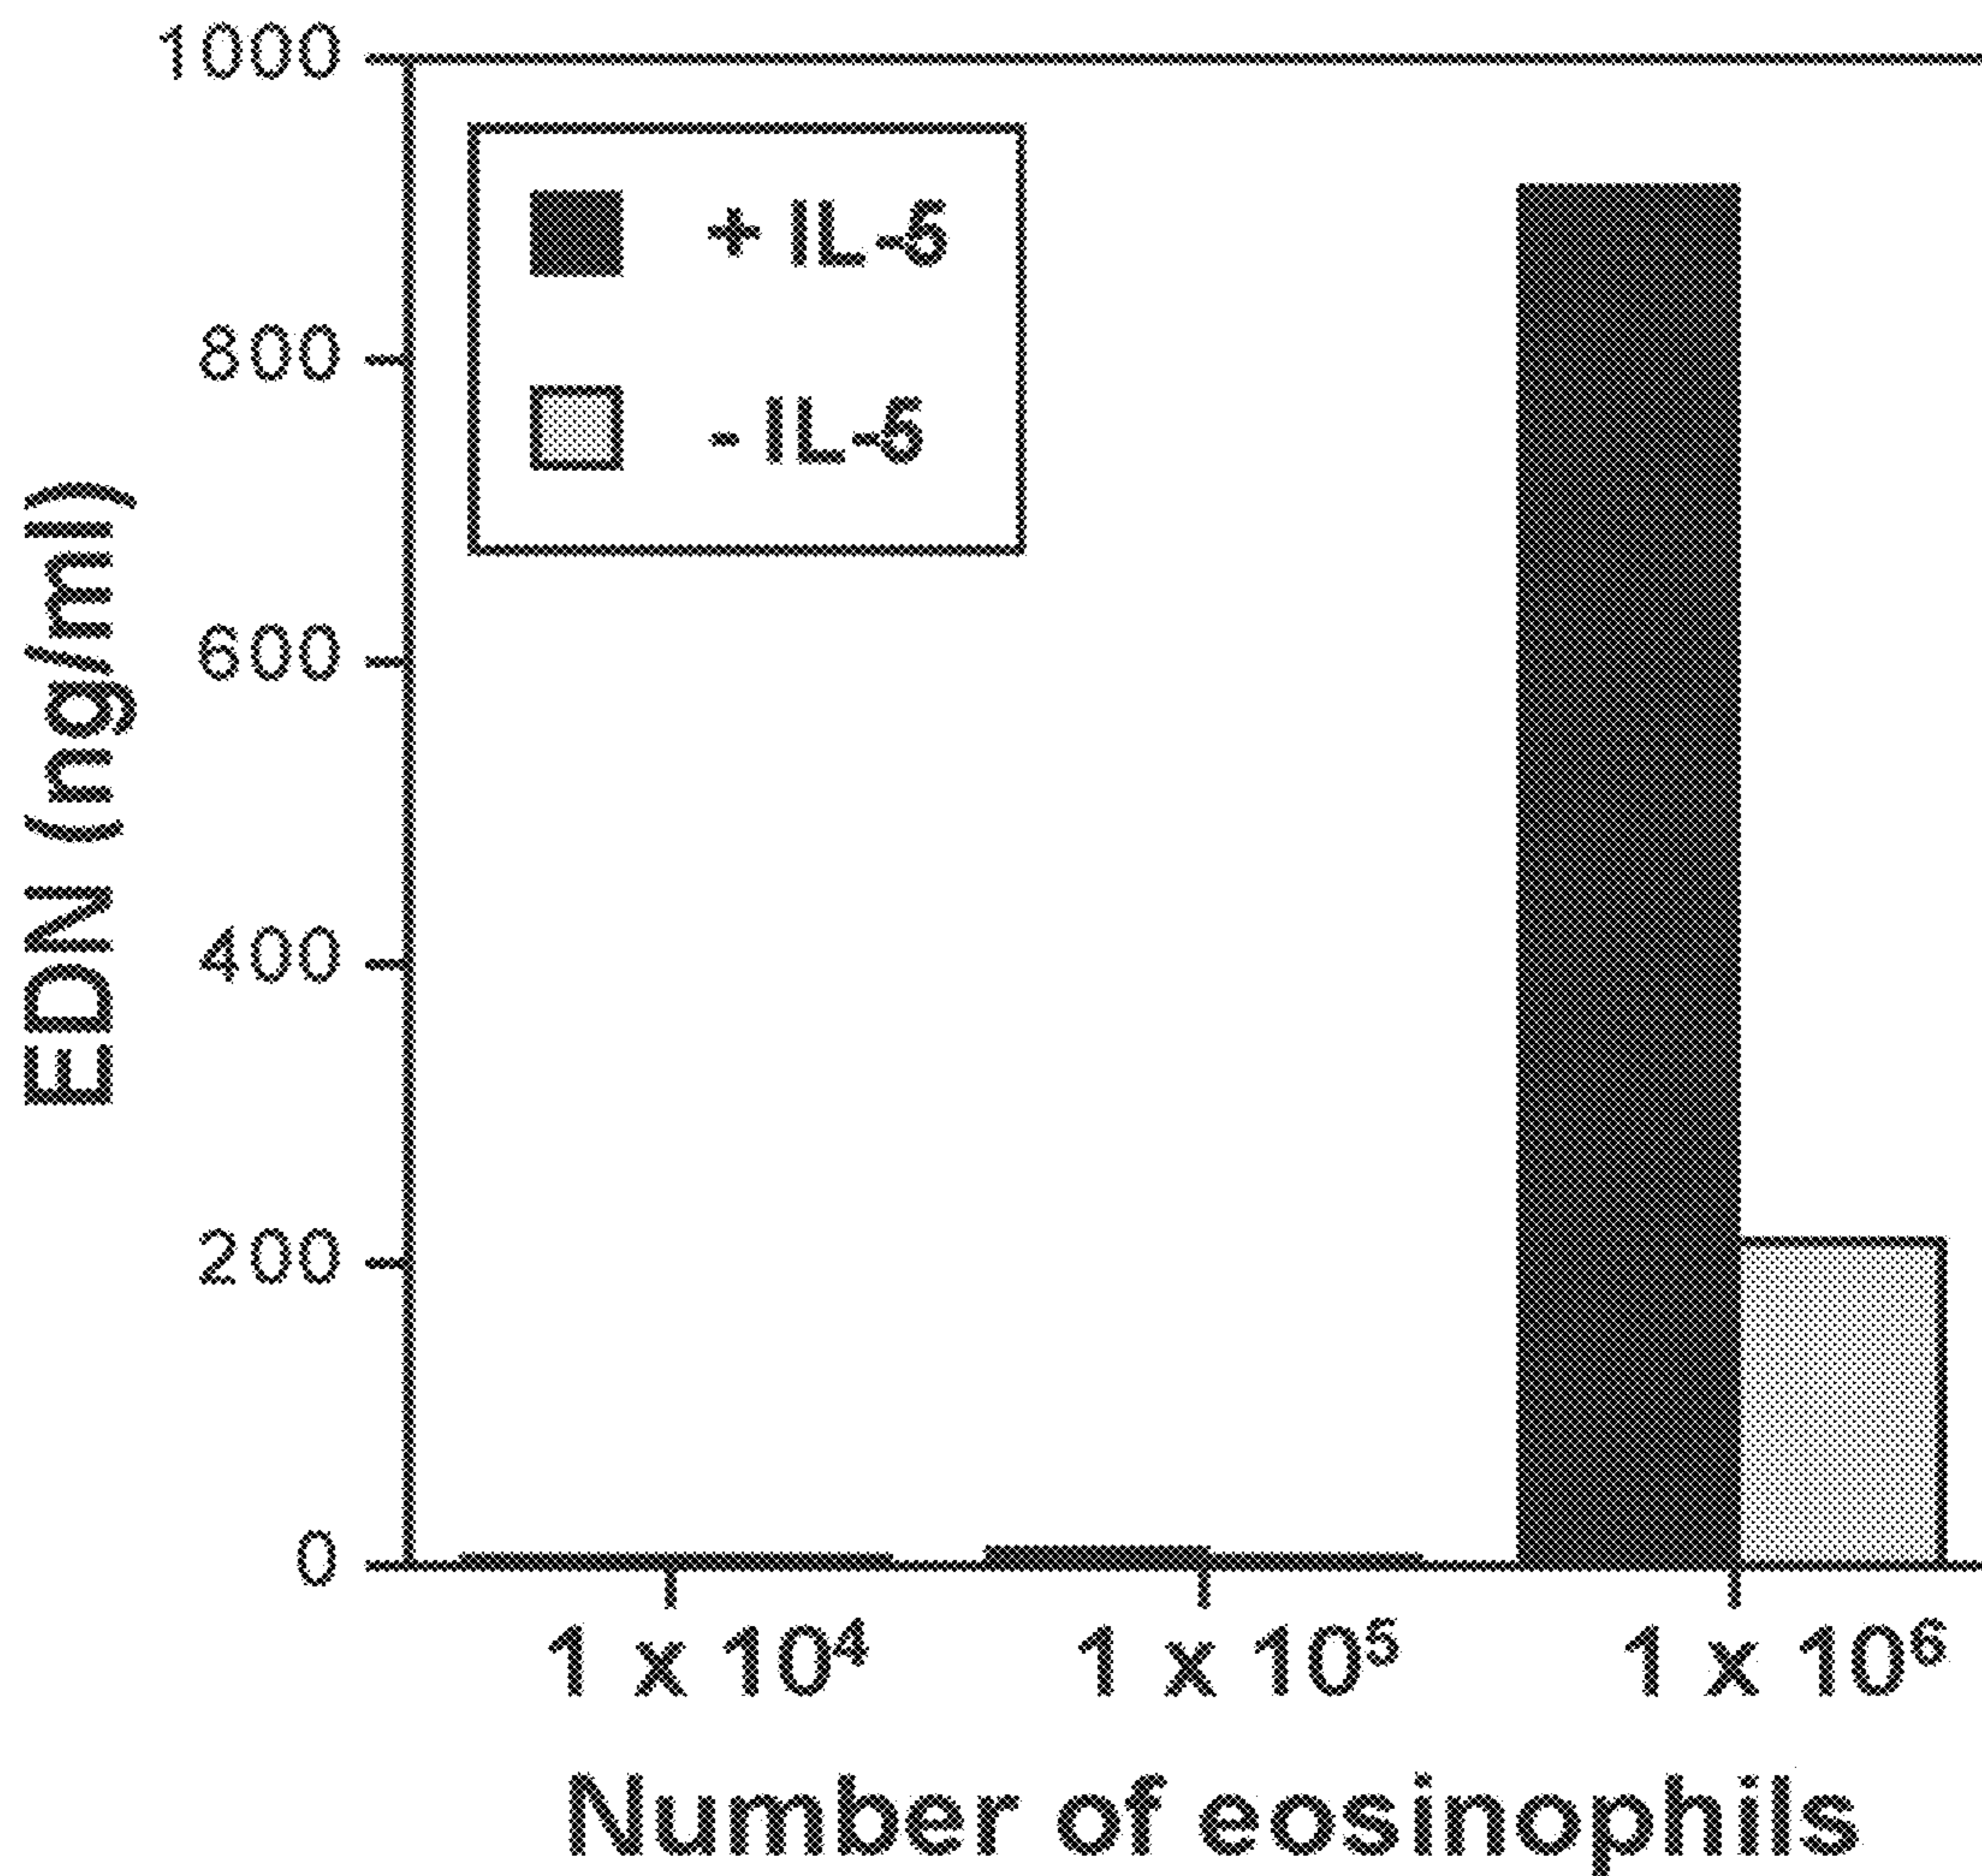 1000
800
600
400
200
0
EDN (ng/ml)
+ IL-5
- IL-5
1 x 10⁴
1 x 10⁵
1 x 10⁶
Number of eosinophils